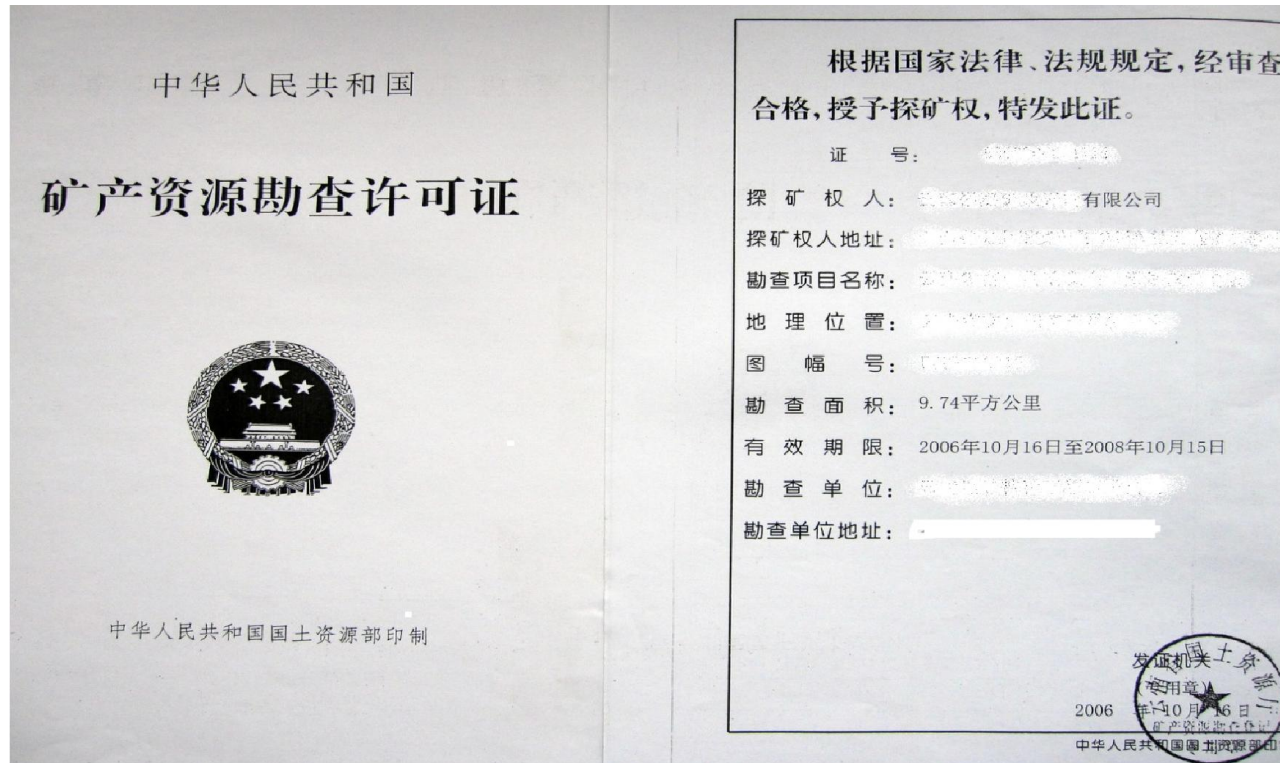 中华人民共和国
矿产资源勘查许可证
中华人民共和国国土资源部印制
根据国家法律、法规规定,经审查
合格,授予探矿权,特发此证。
证 号:
探 矿 权 人: 有限公司
探矿权人地址:
勘查项目名称:
地 理 位 置:
图 幅 号:
勘 查 面 积: 9.74平方公里
有 效 期 限: 2006年10月16日至2008年10月15日
勘 查 单 位:
勘查单位地址:
发证机关
国土资源厅
用章)
2006 年 10 月 16 日
中华人民共和国国土资源部印